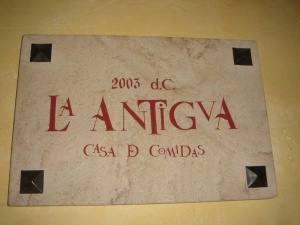 2003 d.C.
LA ANTIGVA
CASA D COMIDAS